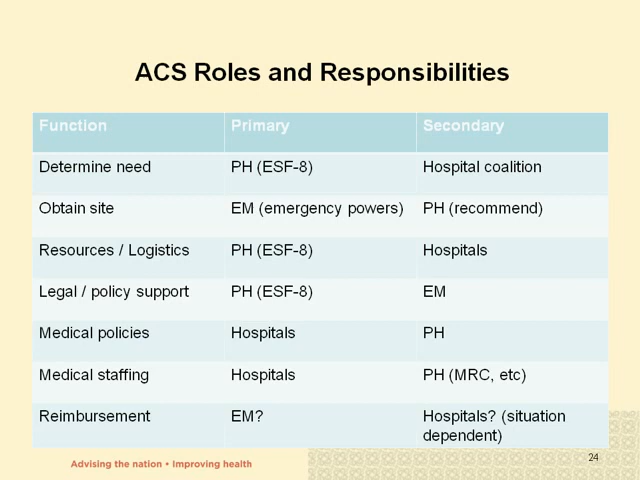 ACS Roles and Responsibilities
Function Primary Secondary
Determine need PH (ESF-8) Hospital coalition
Obtain site EM (emergency powers) PH (recommend)
Resources / Logistics PH (ESF-8) Hospitals
Legal / policy support PH (ESF-8) EM
Medical policies Hospitals PH
Medical staffing Hospitals PH (MRC, etc)
Reimbursement EM? Hospitals? (situation
dependent)
24
Advising the nation • Improving health